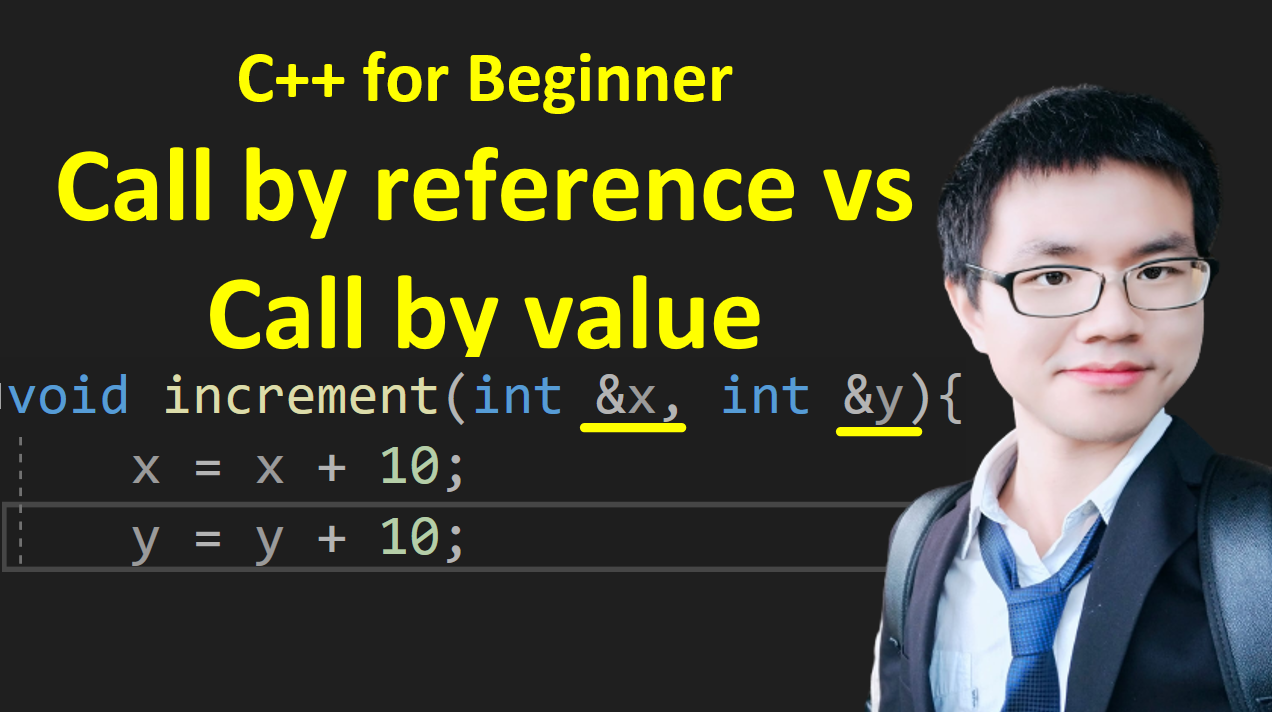 C++ for Beginner
Call by reference vs
Call by value
void increment(int &x, int &y){
x = x + 10;
y = y + 10;